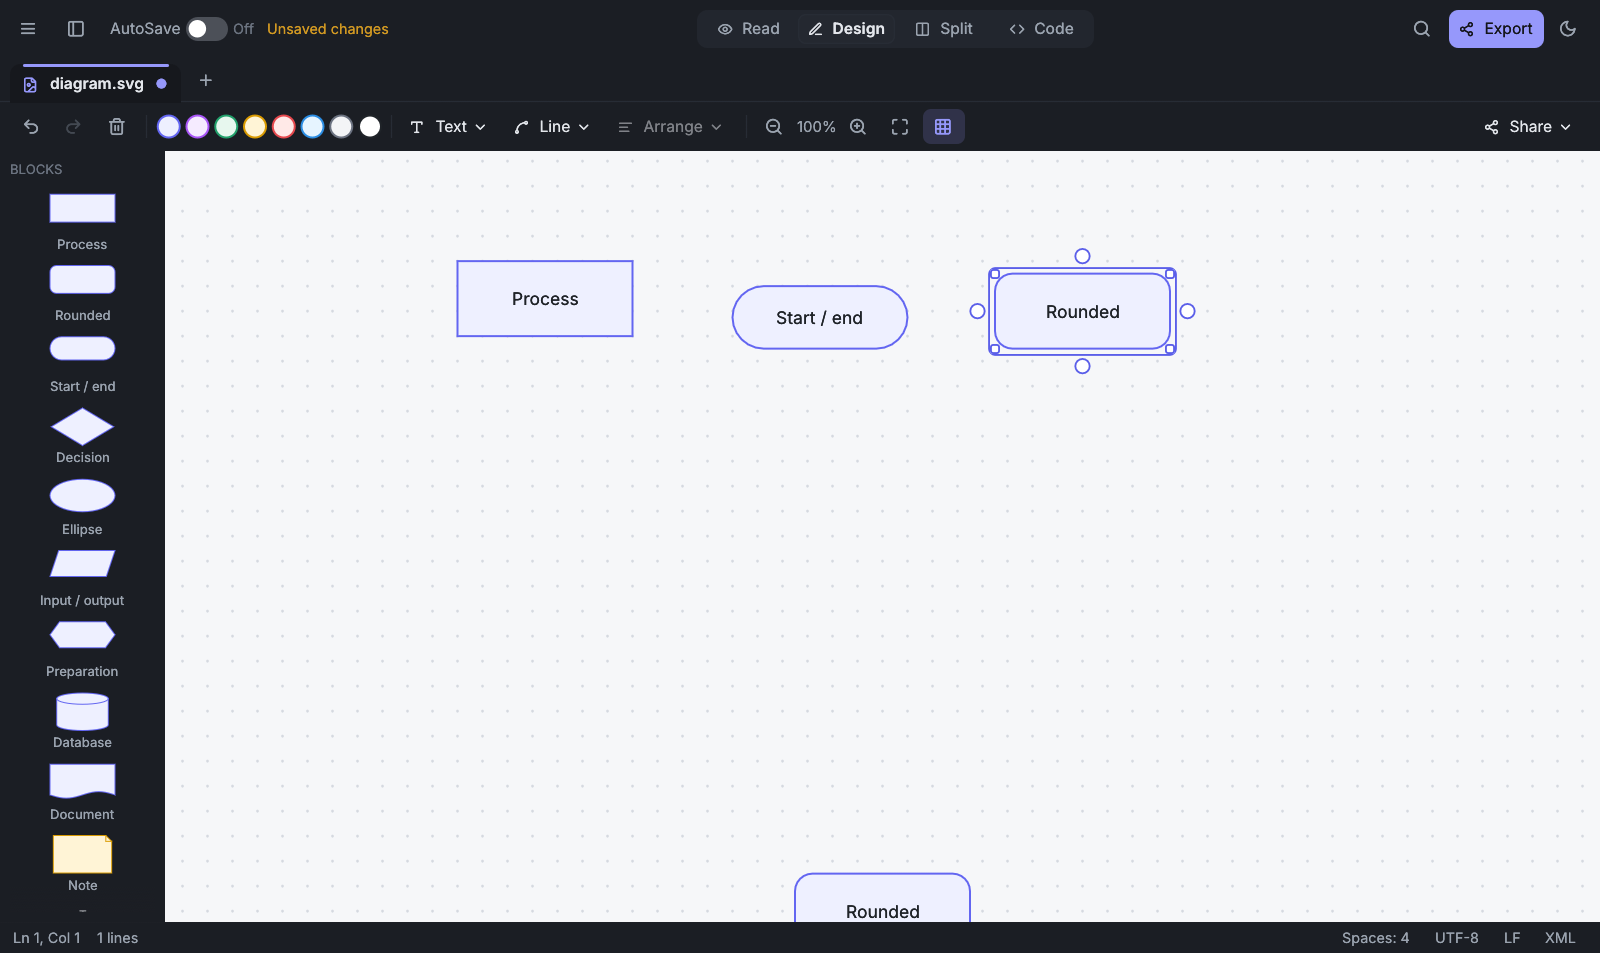 AutoSave Off Unsaved changes Read Design Split Code Export
diagram.svg
Text Line Arrange 100% Share
BLOCKS
Process
Rounded
Start / end
Decision
Ellipse
Input / output
Preparation
Database
Document
Note
Process
Start / end
Rounded
Rounded
Ln 1, Col 1 1 lines Spaces: 4 UTF-8 LF XML